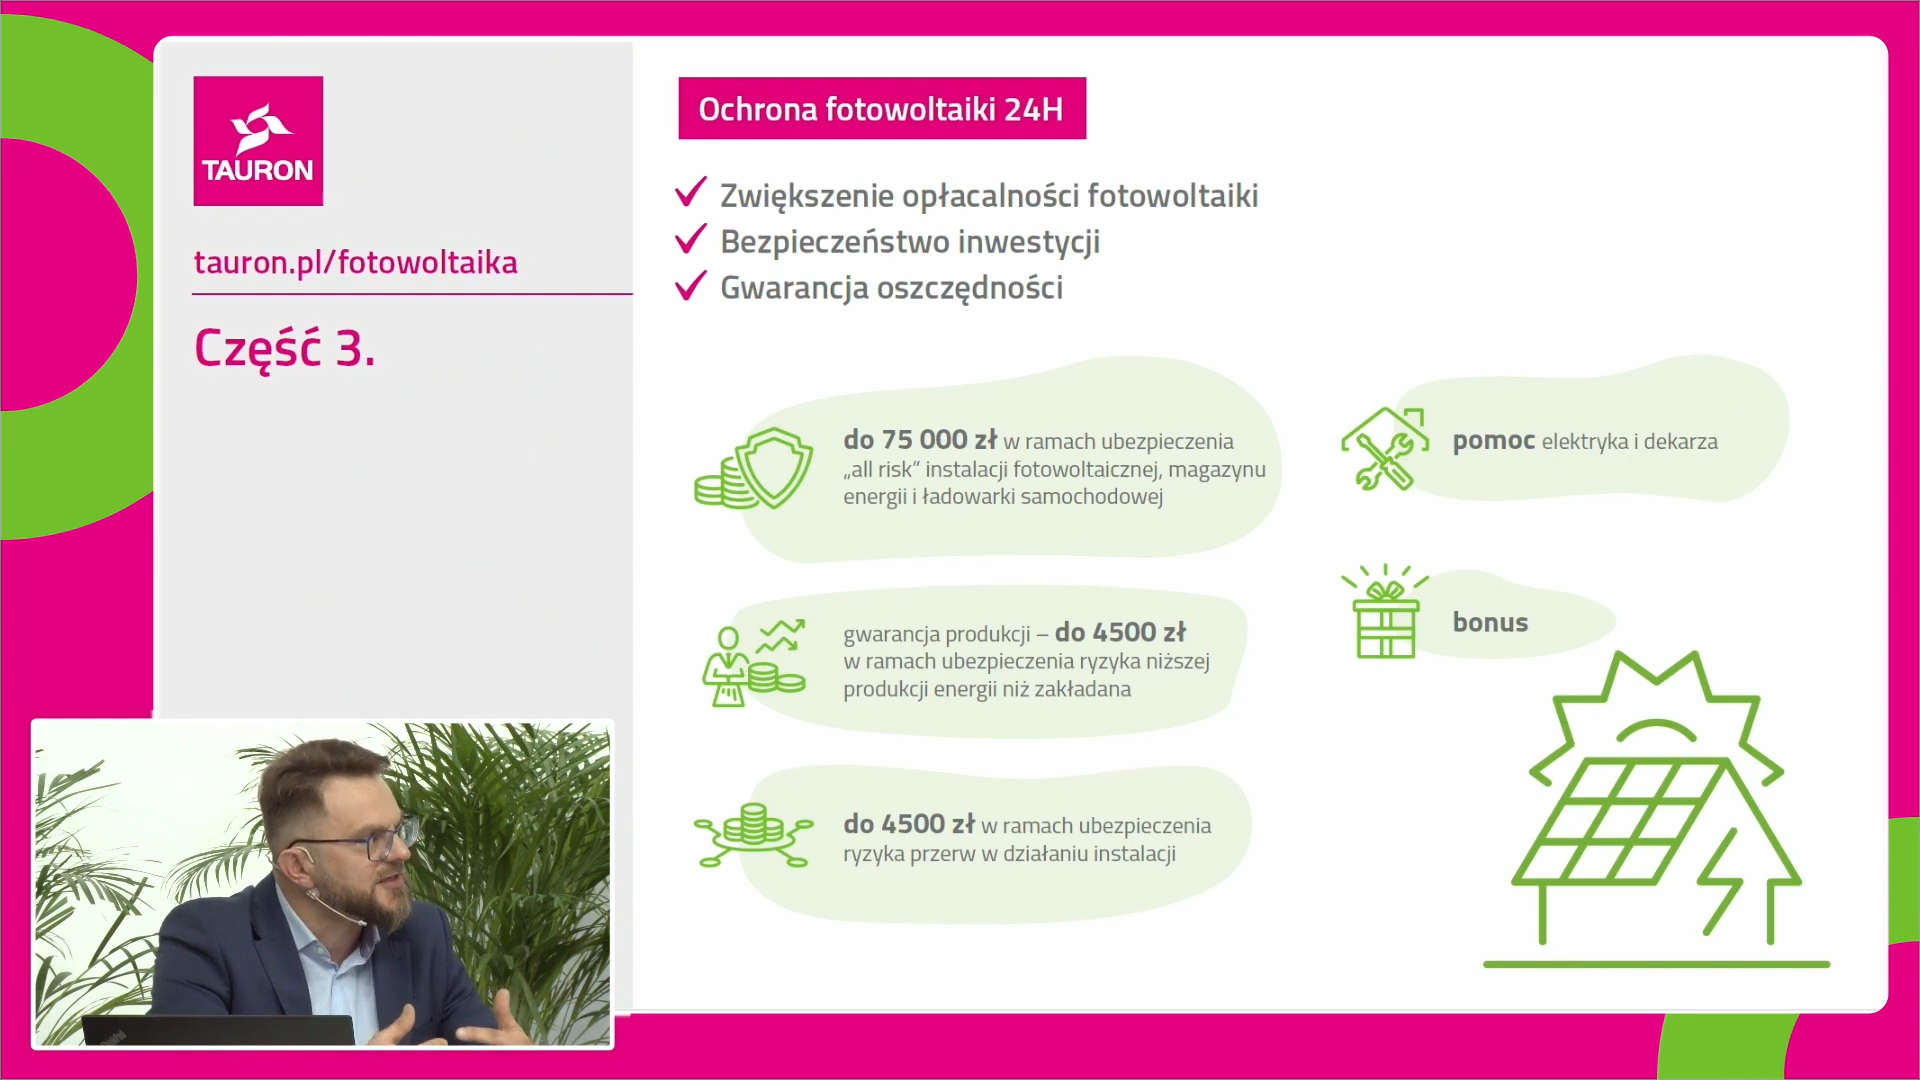 TAURON
tauron.pl/fotowoltaika
Część 3.
Ochrona fotowoltaiki 24H
Zwiększenie opłacalności fotowoltaiki
Bezpieczeństwo inwestycji
Gwarancja oszczędności
do 75 000 zł w ramach ubezpieczenia
„all risk” instalacji fotowoltaicznej, magazynu
energii i ładowarki samochodowej
gwarancja produkcji – do 4500 zł
w ramach ubezpieczenia ryzyka niższej
produkcji energii niż zakładana
do 4500 zł w ramach ubezpieczenia
ryzyka przerw w działaniu instalacji
pomoc elektryka i dekarza
bonus